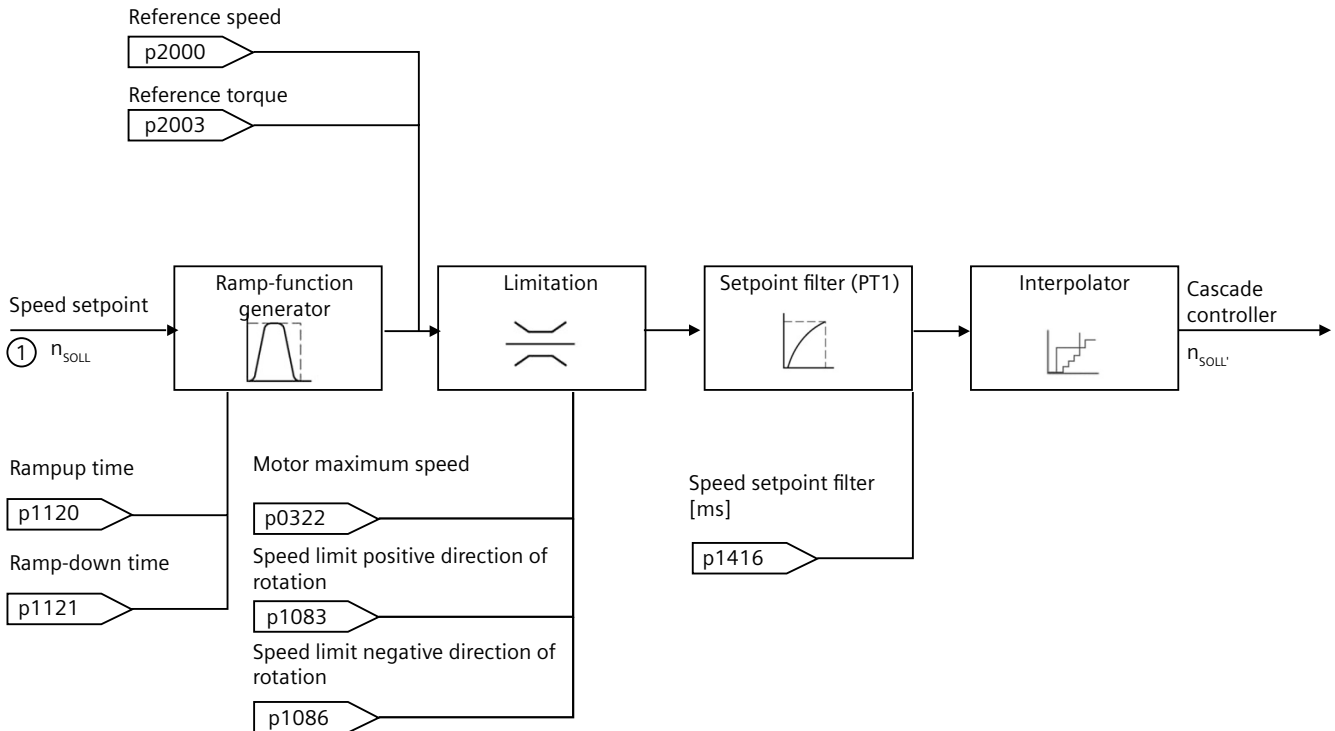 Reference speed
p2000
Reference torque
p2003
Speed setpoint
1 n_SOLL
Ramp-function
generator
Limitation
Setpoint filter (PT1)
Interpolator
Cascade
controller
n_SOLL'
Rampup time
p1120
Ramp-down time
p1121
Motor maximum speed
p0322
Speed limit positive direction of
rotation
p1083
Speed limit negative direction of
rotation
p1086
Speed setpoint filter
[ms]
p1416